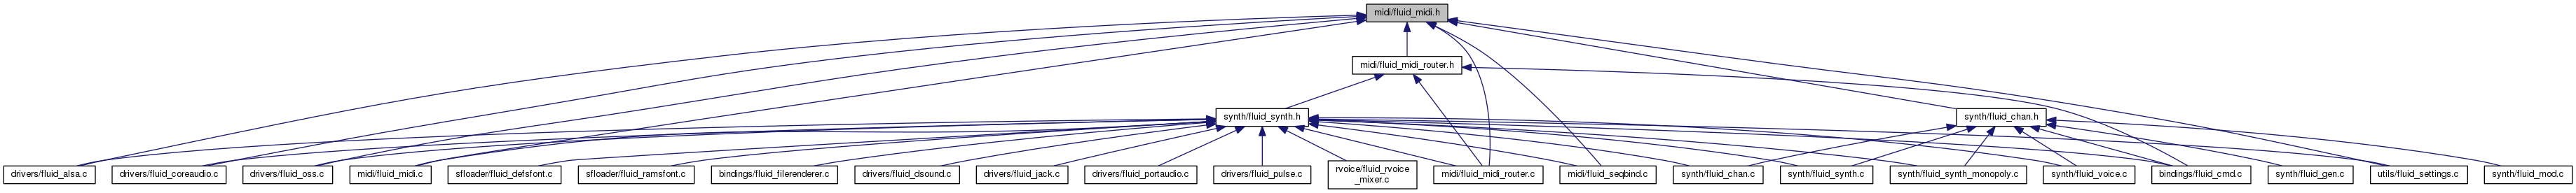 midi/fluid_midi.h
midi/fluid_midi_router.h
synth/fluid_synth.h
synth/fluid_chan.h
drivers/fluid_alsa.c
drivers/fluid_coreaudio.c
drivers/fluid_oss.c
midi/fluid_midi.c
sfloader/fluid_defsfont.c
sfloader/fluid_ramsfont.c
bindings/fluid_filerenderer.c
drivers/fluid_dsound.c
drivers/fluid_jack.c
drivers/fluid_portaudio.c
drivers/fluid_pulse.c
rvoice/fluid_rvoice
_mixer.c
midi/fluid_midi_router.c
midi/fluid_seqbind.c
synth/fluid_chan.c
synth/fluid_synth.c
synth/fluid_synth_monopoly.c
synth/fluid_voice.c
bindings/fluid_cmd.c
synth/fluid_gen.c
utils/fluid_settings.c
synth/fluid_mod.c